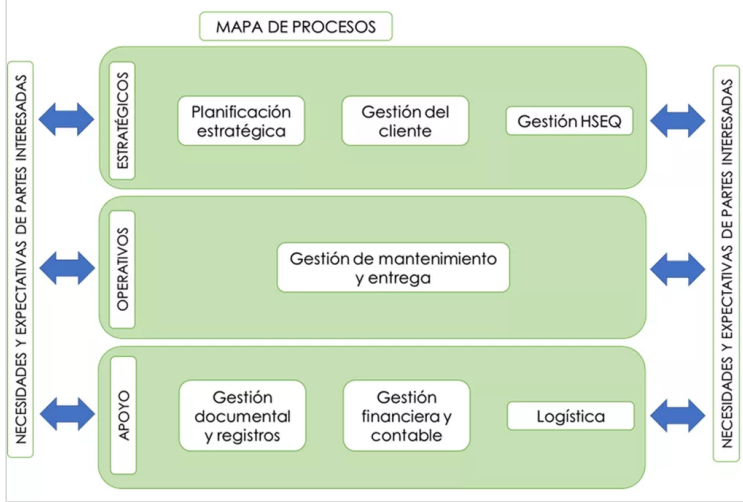 MAPA DE PROCESOS
NECESIDADES Y EXPECTATIVAS DE PARTES INTERESADAS
ESTRATÉGICOS
Planificación
estratégica
Gestión del
cliente
Gestión HSEQ
OPERATIVOS
Gestión de mantenimiento
y entrega
APOYO
Gestión
documental
y registros
Gestión
financiera y
contable
Logística
NECESIDADES Y EXPECTATIVAS DE PARTES INTERESADAS